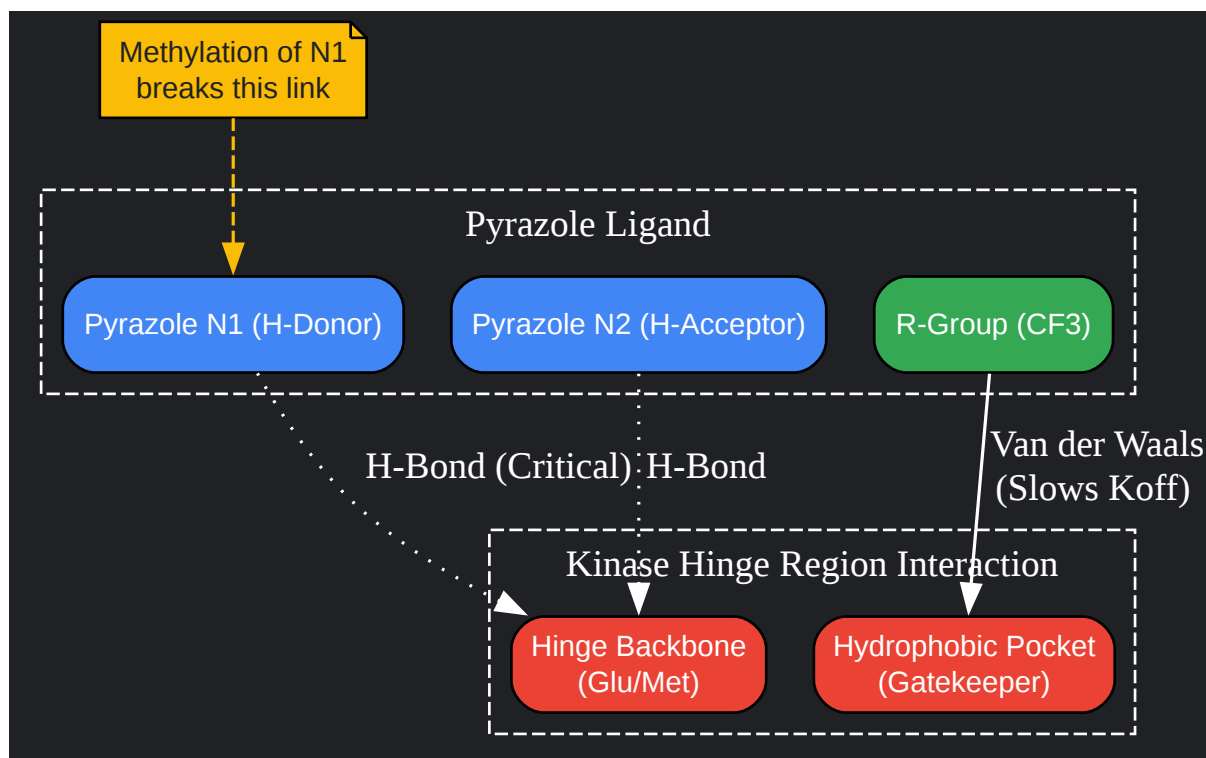 Methylation of N1
breaks this link
Pyrazole Ligand
Pyrazole N1 (H-Donor)
Pyrazole N2 (H-Acceptor)
R-Group (CF3)
H-Bond (Critical)
H-Bond
Van der Waals
(Slows Koff)
Kinase Hinge Region Interaction
Hinge Backbone
(Glu/Met)
Hydrophobic Pocket
(Gatekeeper)